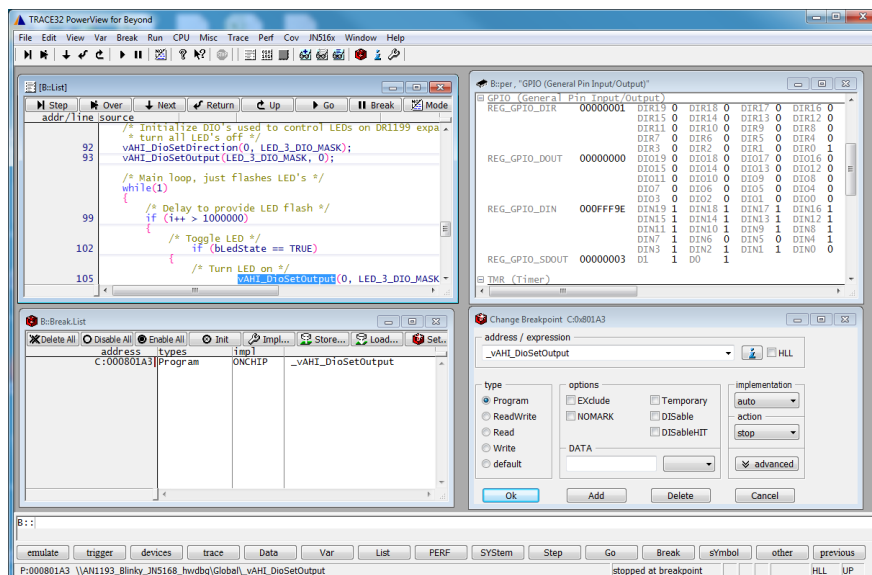 TRACE32 PowerView for Beyond
File Edit View Var Break Run CPU Misc Trace Perf Cov JN516x Window Help
[B::List]
Step Over Next Return Up Go Break Mode
addr/line source
/* Initialize DIO's used to control LEDs on DR1199 expa
* turn all LED's off */
92 vAHI_DioSetDirection(0, LED_3_DIO_MASK);
93 vAHI_DioSetOutput(LED_3_DIO_MASK, 0);
/* Main loop, just flashes LED's */
while(1)
{
/* Delay to provide LED flash */
99 if (i++ > 1000000)
{
/* Toggle LED */
102 if (bLedState == TRUE)
{
/* Turn LED on */
105 vAHI_DioSetOutput(0, LED_3_DIO_MASK
B::per , "GPIO (General Pin Input/Output)"
GPIO (General Pin Input/Output)
REG_GPIO_DIR 00000001 DIR19 0 DIR18 0 DIR17 0 DIR16 0
DIR15 0 DIR14 0 DIR13 0 DIR12 0
DIR11 0 DIR10 0 DIR9 0 DIR8 0
DIR7 0 DIR6 0 DIR5 0 DIR4 0
DIR3 0 DIR2 0 DIR1 0 DIR0 1
REG_GPIO_DOUT 00000000 DIO19 0 DIO18 0 DIO17 0 DIO16 0
DIO15 0 DIO14 0 DIO13 0 DIO12 0
DIO11 0 DIO10 0 DIO9 0 DIO8 0
DIO7 0 DIO6 0 DIO5 0 DIO4 0
DIO3 0 DIO2 0 DIO1 0 DIO0 0
REG_GPIO_DIN 000FFF9E DIN19 1 DIN18 1 DIN17 1 DIN16 1
DIN15 1 DIN14 1 DIN13 1 DIN12 1
DIN11 1 DIN10 1 DIN9 1 DIN8 1
DIN7 1 DIN6 0 DIN5 0 DIN4 1
DIN3 1 DIN2 1 DIN1 1 DIN0 0
REG_GPIO_SDOUT 00000003 D1 1 D0 1
TMR (Timer)
B::Break.List
Delete All Disable All Enable All Init Impl... Store... Load... Set..
address types impl
C:000801A3 Program ONCHIP _vAHI_DioSetOutput
Change Breakpoint C:0x801A3
address / expression
_vAHI_DioSetOutput
HLL
type
Program
ReadWrite
Read
Write
default
options
EXclude Temporary
NOMARK DISable
DISableHIT
DATA
implementation
auto
action
stop
advanced
Ok Add Delete Cancel
B::
emulate trigger devices trace Data Var List PERF SYStem Step Go Break sYmbol other previous
P:000801A3 \\AN1193_Blinky_JN5168_hwdbg\Global\_vAHI_DioSetOutput stopped at breakpoint HLL UP